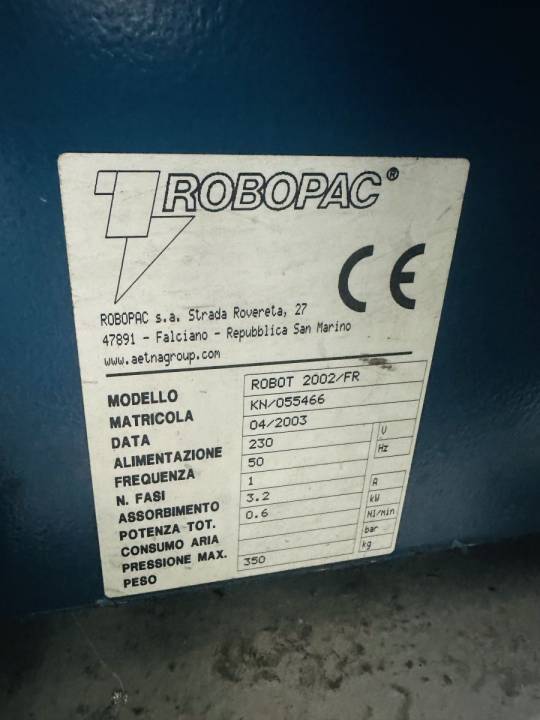 ROBOPAC®
CE
ROBOPAC s.a. Strada Rovereta, 27
47891 - Falciano - Repubblica San Marino
www.aetnagroup.com
MODELLO ROBOT 2002/FR
MATRICOLA KN/055466
DATA 04/2003
ALIMENTAZIONE 230 V
FREQUENZA 50 Hz
N. FASI 1
ASSORBIMENTO 3.2 A
POTENZA TOT. 0.6 kW
CONSUMO ARIA Nl/min
PRESSIONE MAX. bar
PESO 350 kg